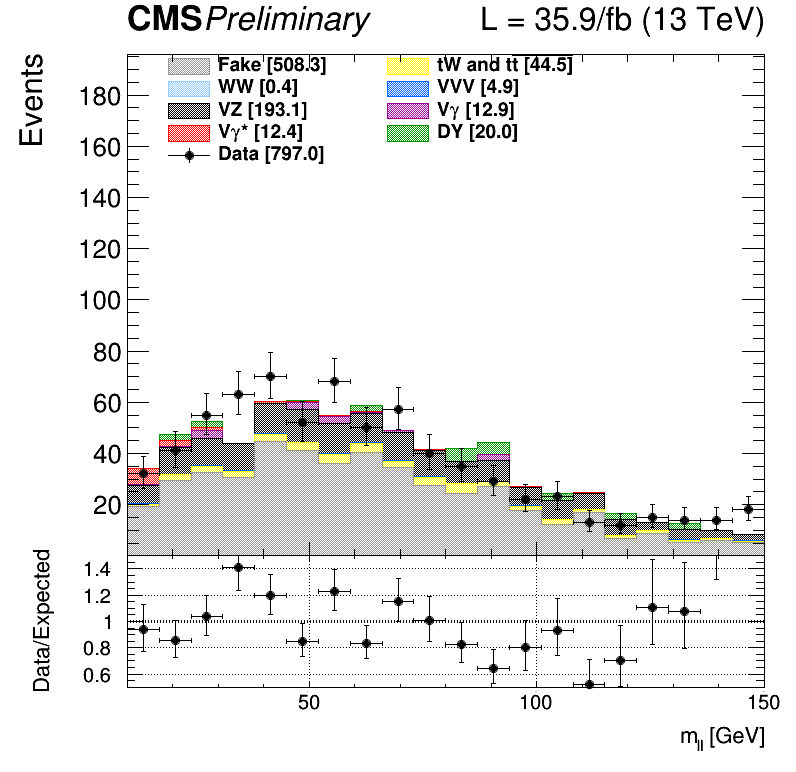 CMS Preliminary L = 35.9/fb (13 TeV)
Events
Fake [508.3] tW and tt [44.5]
WW [0.4] VVV [4.9]
VZ [193.1] Vγ [12.9]
Vγ* [12.4] DY [20.0]
Data [797.0]
180
160
140
120
100
80
60
40
20
Data/Expected
1.4
1.2
1
0.8
0.6
50 100 150
m_ll [GeV]